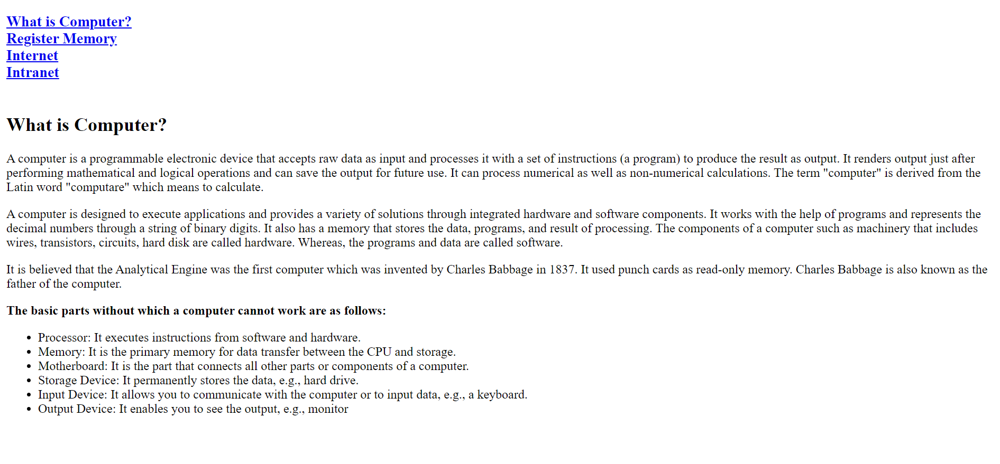 What is Computer?
Register Memory
Internet
Intranet
What is Computer?
A computer is a programmable electronic device that accepts raw data as input and processes it with a set of instructions (a program) to produce the result as output. It renders output just after
performing mathematical and logical operations and can save the output for future use. It can process numerical as well as non-numerical calculations. The term "computer" is derived from the
Latin word "computare" which means to calculate.
A computer is designed to execute applications and provides a variety of solutions through integrated hardware and software components. It works with the help of programs and represents the
decimal numbers through a string of binary digits. It also has a memory that stores the data, programs, and result of processing. The components of a computer such as machinery that includes
wires, transistors, circuits, hard disk are called hardware. Whereas, the programs and data are called software.
It is believed that the Analytical Engine was the first computer which was invented by Charles Babbage in 1837. It used punch cards as read-only memory. Charles Babbage is also known as the
father of the computer.
The basic parts without which a computer cannot work are as follows:
• Processor: It executes instructions from software and hardware.
• Memory: It is the primary memory for data transfer between the CPU and storage.
• Motherboard: It is the part that connects all other parts or components of a computer.
• Storage Device: It permanently stores the data, e.g., hard drive.
• Input Device: It allows you to communicate with the computer or to input data, e.g., a keyboard.
• Output Device: It enables you to see the output, e.g., monitor